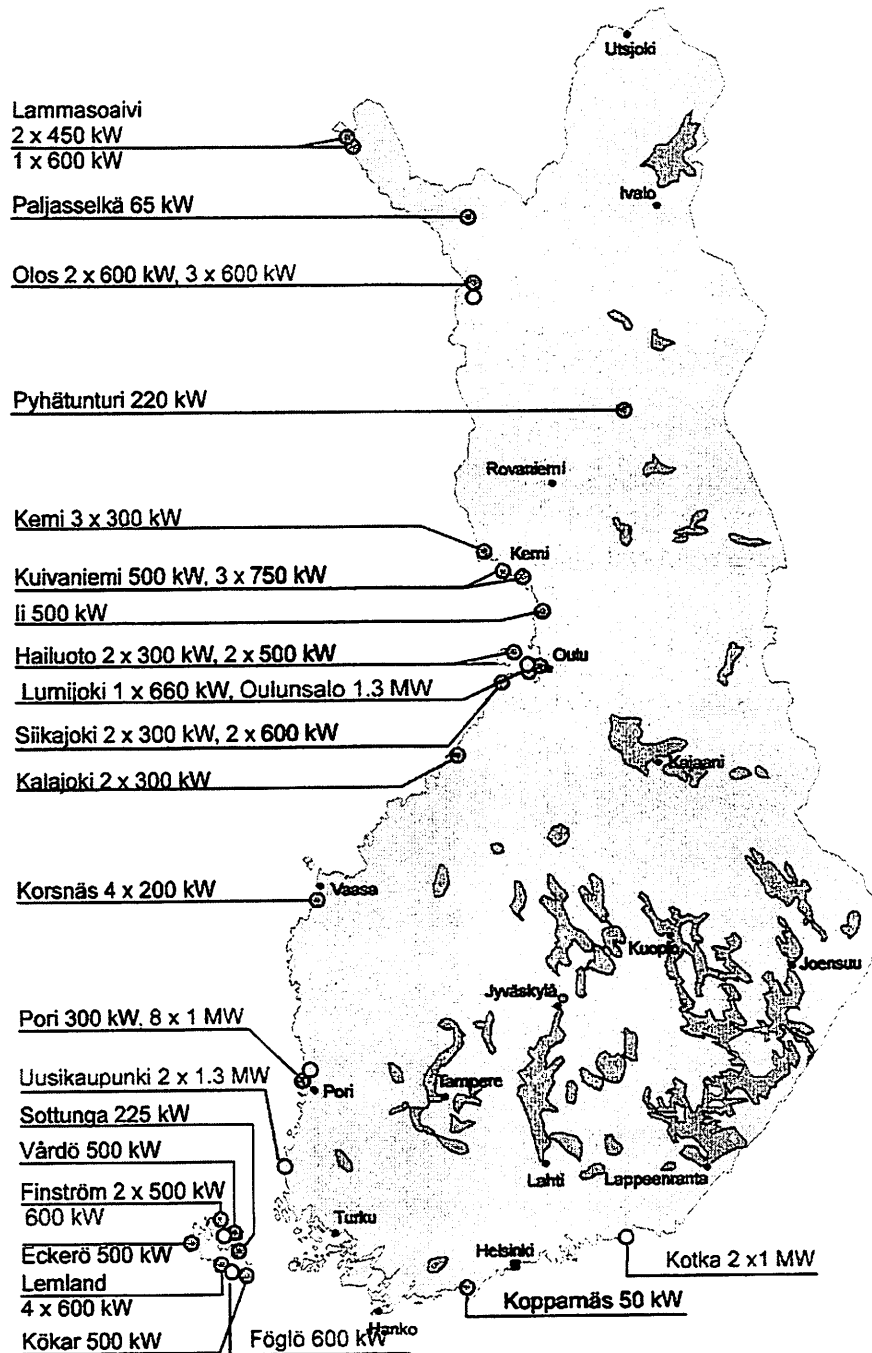 Utsjoki
Lammasoaivi
2 x 450 kW
1 x 600 kW
Ivalo
Paljasselkä 65 kW
Olos 2 x 600 kW, 3 x 600 kW
Pyhätunturi 220 kW
Rovaniemi
Kemi 3 x 300 kW
Kemi
Kuivaniemi 500 kW, 3 x 750 kW
Ii 500 kW
Hailuoto 2 x 300 kW, 2 x 500 kW
Oulu
Lumijoki 1 x 660 kW, Oulunsalo 1.3 MW
Siikajoki 2 x 300 kW, 2 x 600 kW
Kajaani
Kalajoki 2 x 300 kW
Korsnäs 4 x 200 kW
Vaasa
Kuopio
Joensuu
Jyväskylä
Pori 300 kW, 8 x 1 MW
Uusikaupunki 2 x 1.3 MW
Pori
Tampere
Sottunga 225 kW
Vårdö 500 kW
Lahti
Lappeenranta
Finström 2 x 500 kW
600 kW
Turku
Eckerö 500 kW
Helsinki
Kotka 2 x1 MW
Lemland
4 x 600 kW
Kopparnäs 50 kW
Hanko
Kökar 500 kW
Föglö 600 kW